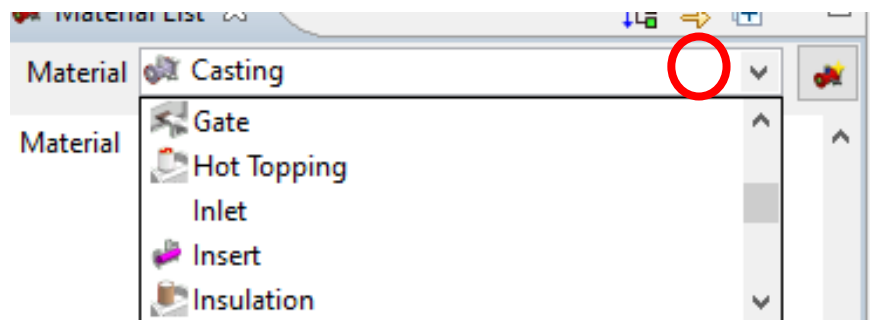 Material List
Material Casting
Material
Gate
Hot Topping
Inlet
Insert
Insulation